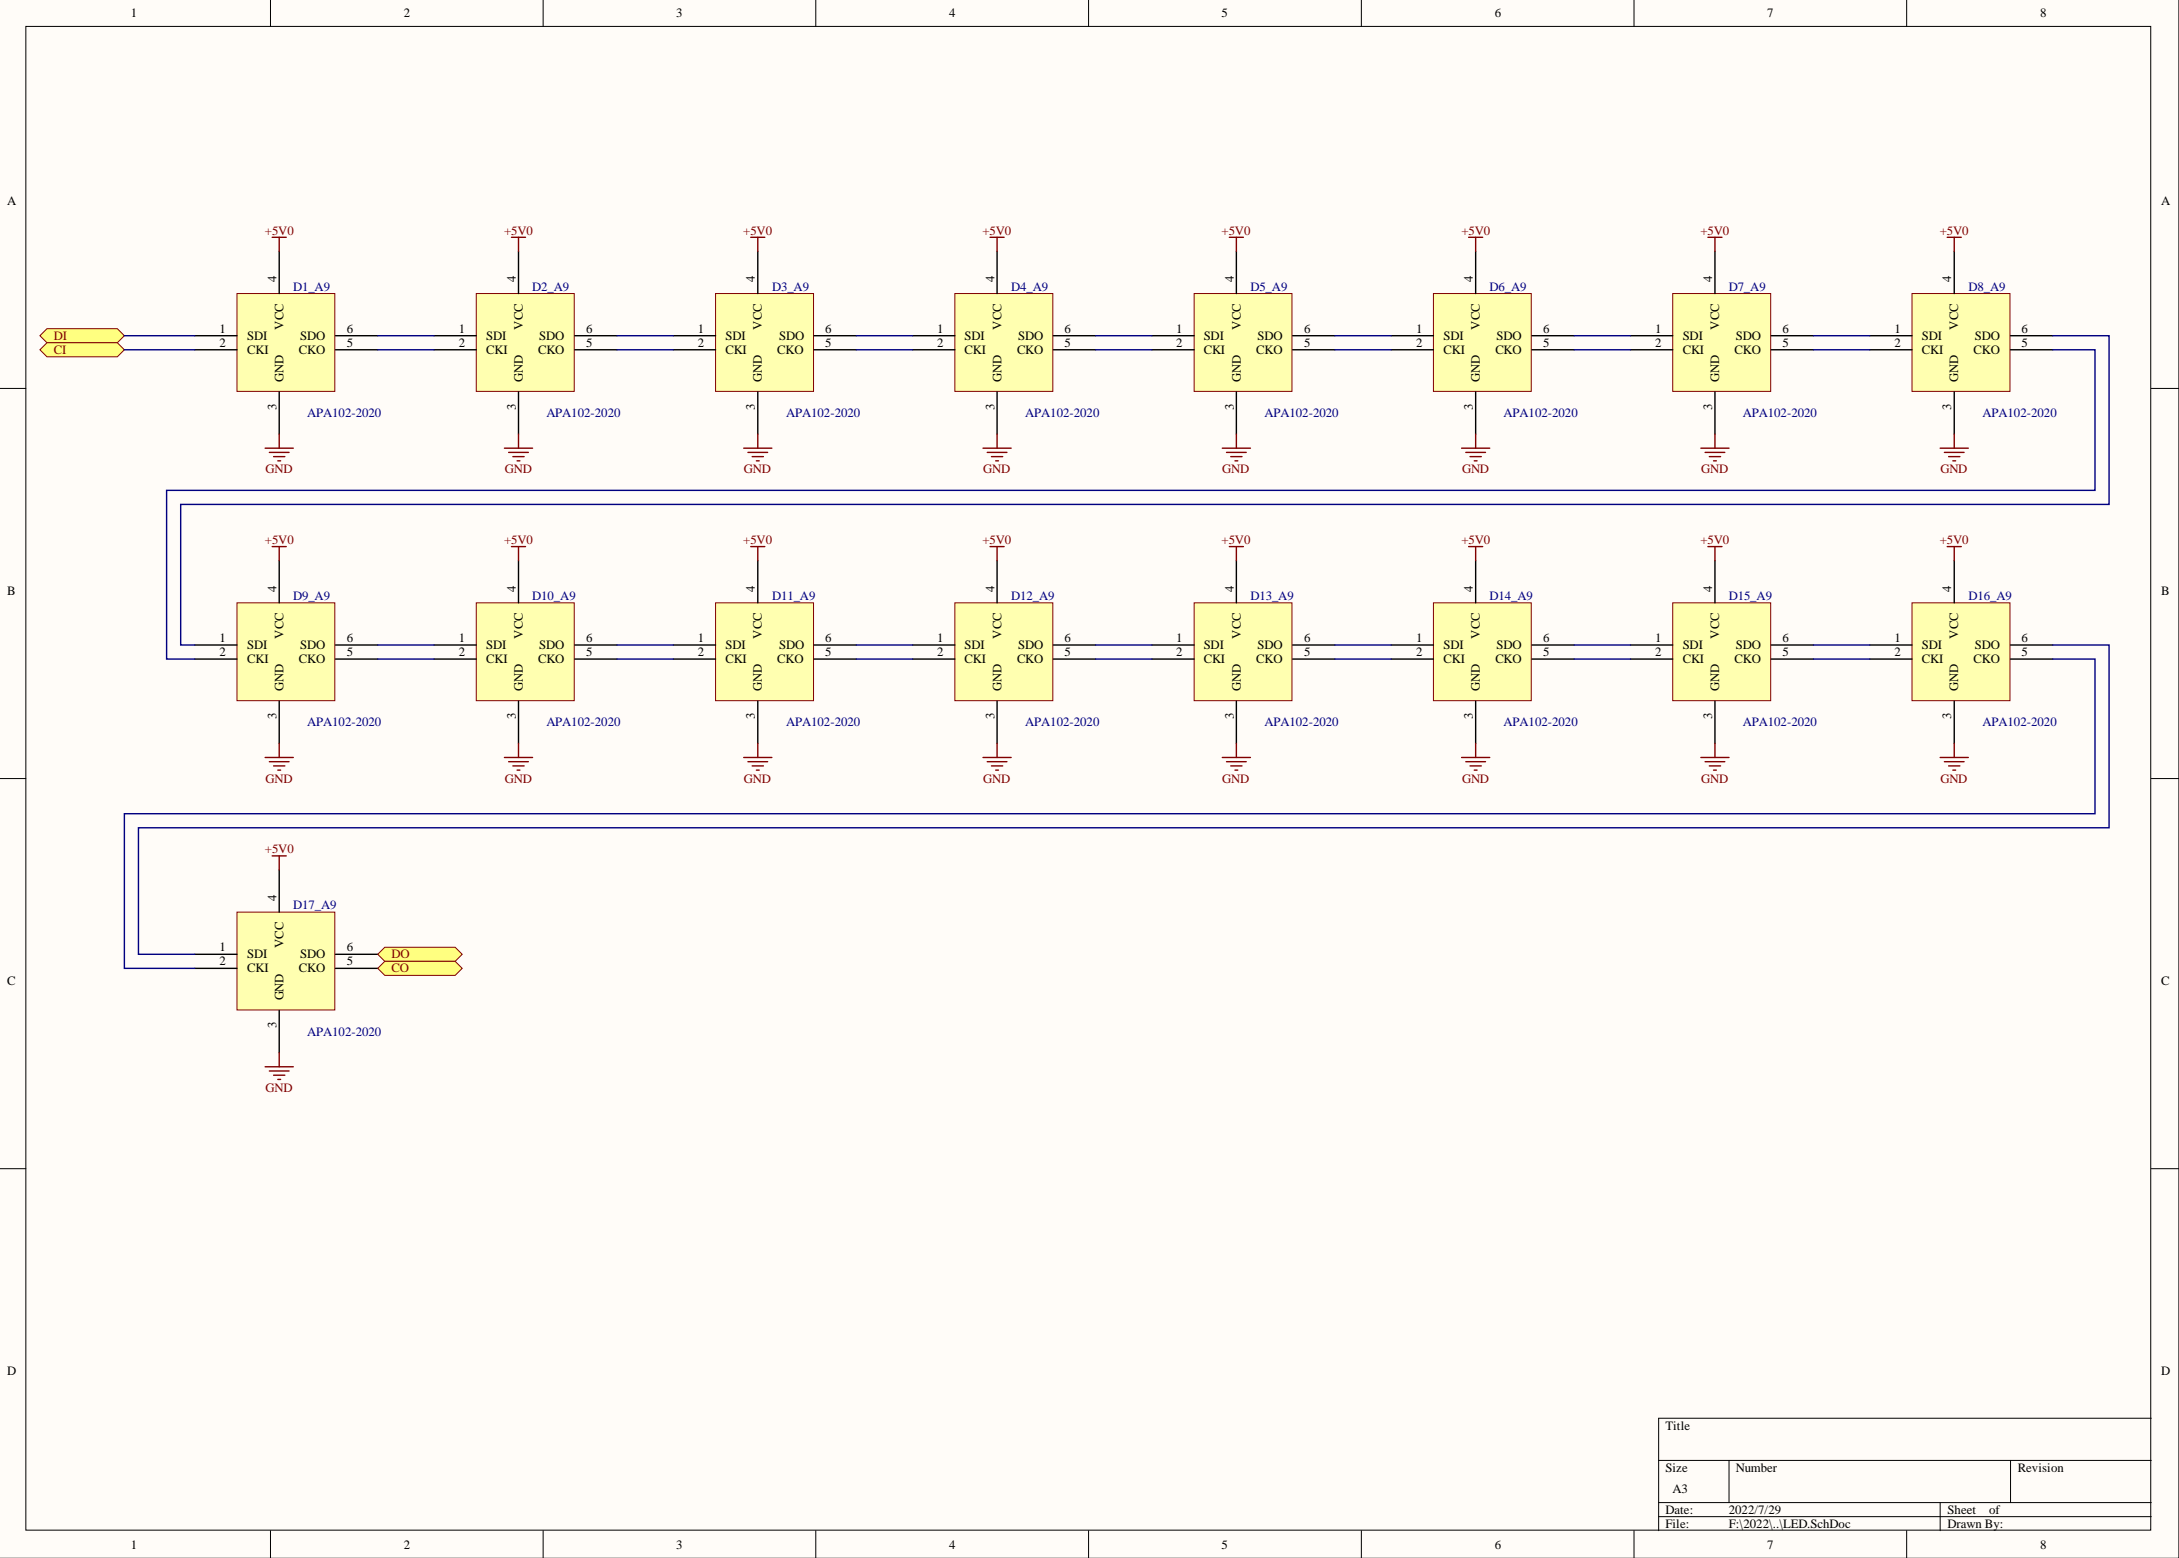 1 2 3 4 5 6 7 8
A A
+5V0 +5V0 +5V0 +5V0 +5V0 +5V0 +5V0 +5V0
4 4 4 4 4 4 4 4
D1_A9 D2_A9 D3_A9 D4_A9 D5_A9 D6_A9 D7_A9 D8_A9
VCC VCC VCC VCC VCC VCC VCC VCC
DI 1 SDI SDO 6 1 SDI SDO 6 1 SDI SDO 6 1 SDI SDO 6 1 SDI SDO 6 1 SDI SDO 6 1 SDI SDO 6 1 SDI SDO 6
CI 2 CKI CKO 5 2 CKI CKO 5 2 CKI CKO 5 2 CKI CKO 5 2 CKI CKO 5 2 CKI CKO 5 2 CKI CKO 5 2 CKI CKO 5
GND GND GND GND GND GND GND GND
3 3 3 3 3 3 3 3
APA102-2020 APA102-2020 APA102-2020 APA102-2020 APA102-2020 APA102-2020 APA102-2020 APA102-2020
GND GND GND GND GND GND GND GND
+5V0 +5V0 +5V0 +5V0 +5V0 +5V0 +5V0 +5V0
B B
4 4 4 4 4 4 4 4
D9_A9 D10_A9 D11_A9 D12_A9 D13_A9 D14_A9 D15_A9 D16_A9
VCC VCC VCC VCC VCC VCC VCC VCC
1 SDI SDO 6 1 SDI SDO 6 1 SDI SDO 6 1 SDI SDO 6 1 SDI SDO 6 1 SDI SDO 6 1 SDI SDO 6 1 SDI SDO 6
2 CKI CKO 5 2 CKI CKO 5 2 CKI CKO 5 2 CKI CKO 5 2 CKI CKO 5 2 CKI CKO 5 2 CKI CKO 5 2 CKI CKO 5
GND GND GND GND GND GND GND GND
3 3 3 3 3 3 3 3
APA102-2020 APA102-2020 APA102-2020 APA102-2020 APA102-2020 APA102-2020 APA102-2020 APA102-2020
GND GND GND GND GND GND GND GND
+5V0
4
D17_A9
VCC
1 SDI SDO 6 DO
2 CKI CKO 5 CO
C C
GND
3
APA102-2020
GND
D D
Title
Size Number Revision
A3
Date: 2022/7/29 Sheet of
File: F:\2022\..\LED.SchDoc Drawn By:
1 2 3 4 5 6 7 8